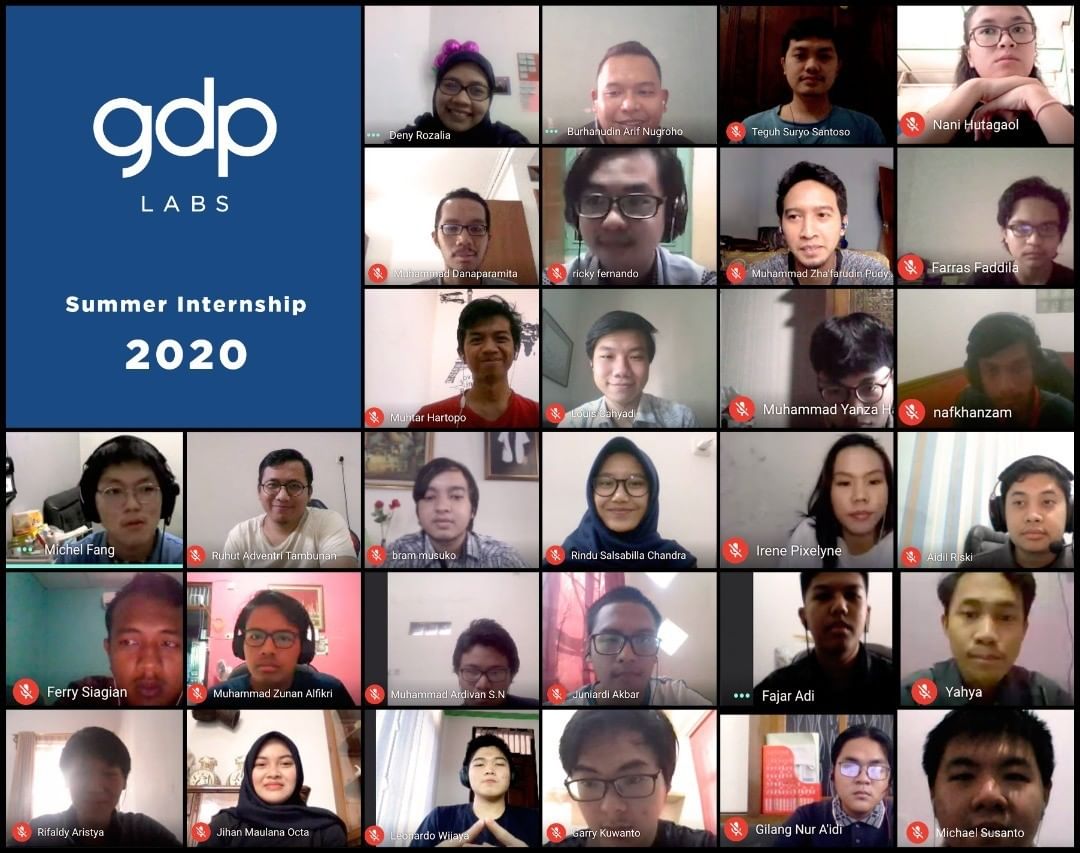 gdp
LABS
Summer Internship
2020
Deny Rozalia
Burhanudin Arif Nugroho
Teguh Suryo Santoso
Nani Hutagaol
Muhammad Danaparamita
ricky fernando
Muhammad Zha'farudin Pudy
Farras Faddila
Muhtar Hartopo
Louis Cahyadi
Muhammad Yanza H
nafkhanzam
Michel Fang
Ruhut Adventri Tambunan
bram musuko
Rindu Salsabilla Chandra
Irene Pixelyne
Aidil Riski
Ferry Siagian
Muhammad Zunan Alfikri
Muhammad Ardivan S.N
Juniardi Akbar
Fajar Adi
Yahya
Rifaldy Aristya
Jihan Maulana Octa
Leonardo Wijaya
Garry Kuwanto
Gilang Nur A'idi
Michael Susanto